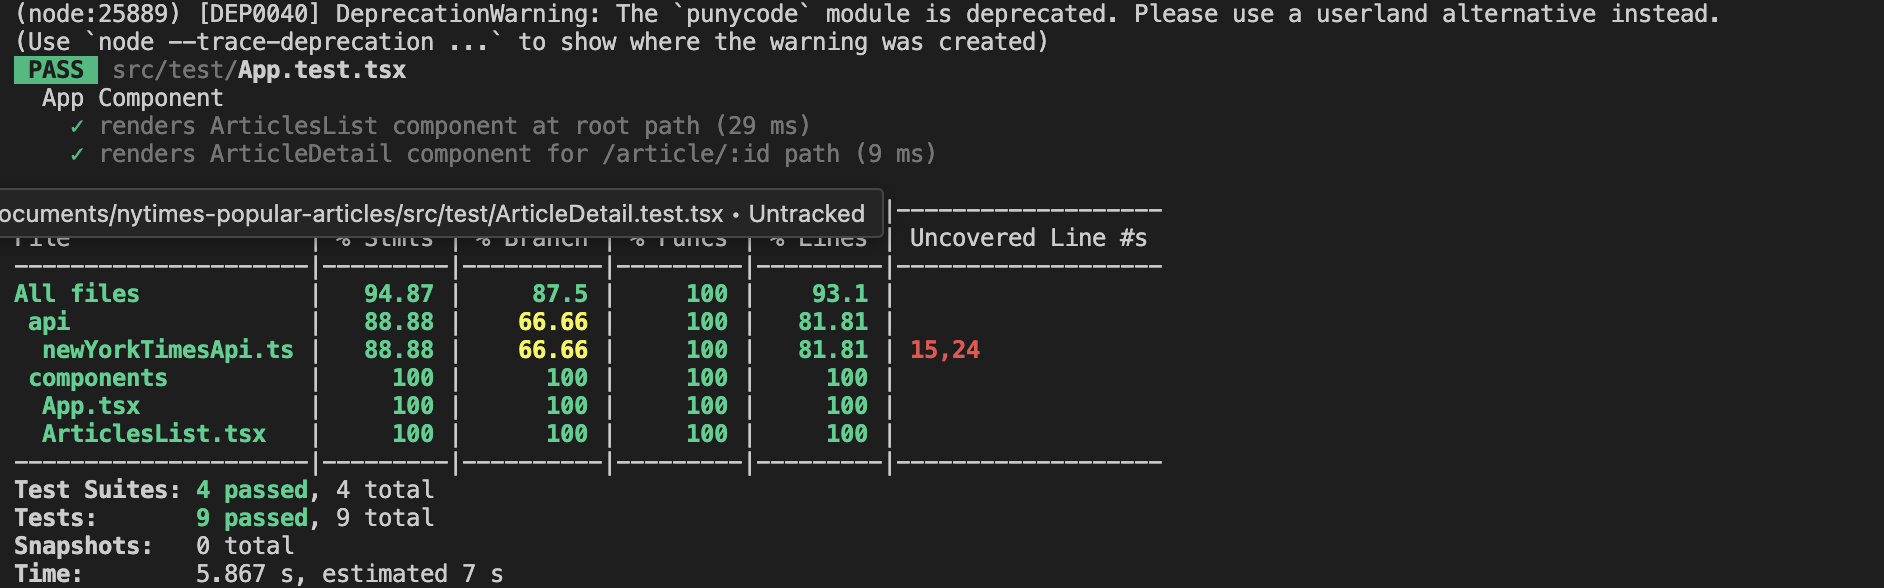 (node:25889) [DEP0040] DeprecationWarning: The `punycode` module is deprecated. Please use a userland alternative instead.
(Use `node --trace-deprecation ...` to show where the warning was created)
PASS src/test/App.test.tsx
App Component
✓ renders ArticlesList component at root path (29 ms)
✓ renders ArticleDetail component for /article/:id path (9 ms)
ocuments/nytimes-popular-articles/src/test/ArticleDetail.test.tsx • Untracked
File | % Stmts | % Branch | % Funcs | % Lines | Uncovered Line #s
All files | 94.87 | 87.5 | 100 | 93.1 |
api | 88.88 | 66.66 | 100 | 81.81 |
newYorkTimesApi.ts | 88.88 | 66.66 | 100 | 81.81 | 15,24
components | 100 | 100 | 100 | 100 |
App.tsx | 100 | 100 | 100 | 100 |
ArticlesList.tsx | 100 | 100 | 100 | 100 |
Test Suites: 4 passed, 4 total
Tests: 9 passed, 9 total
Snapshots: 0 total
Time: 5.867 s, estimated 7 s